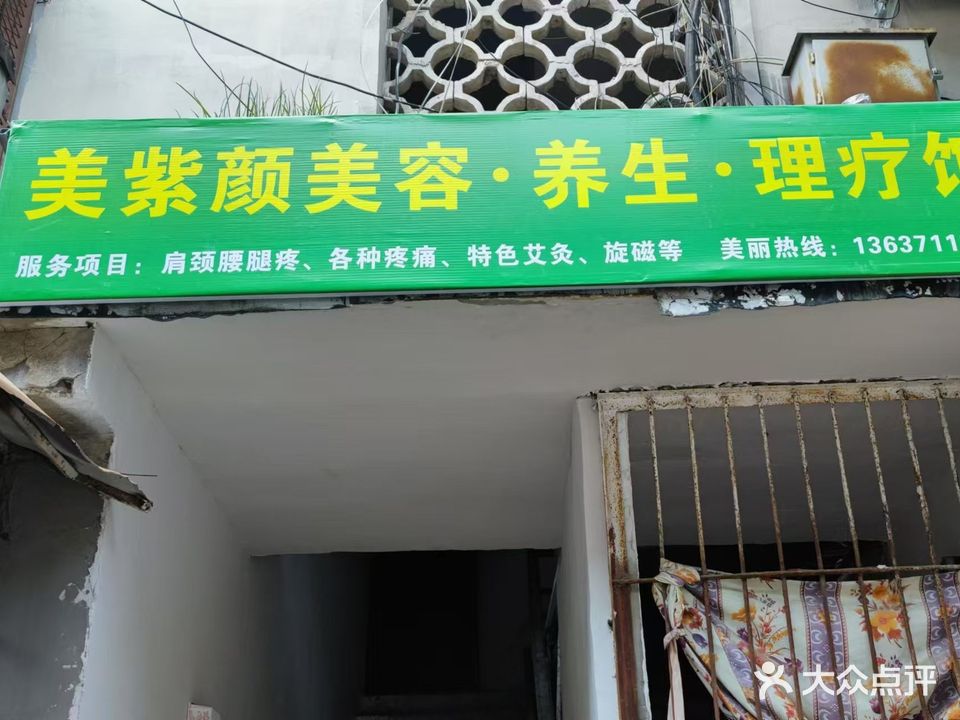 美紫颜美容·养生·理疗馆
服务项目：肩颈腰腿疼、各种疼痛、特色艾灸、旋磁等 美丽热线：1363711
大众点评